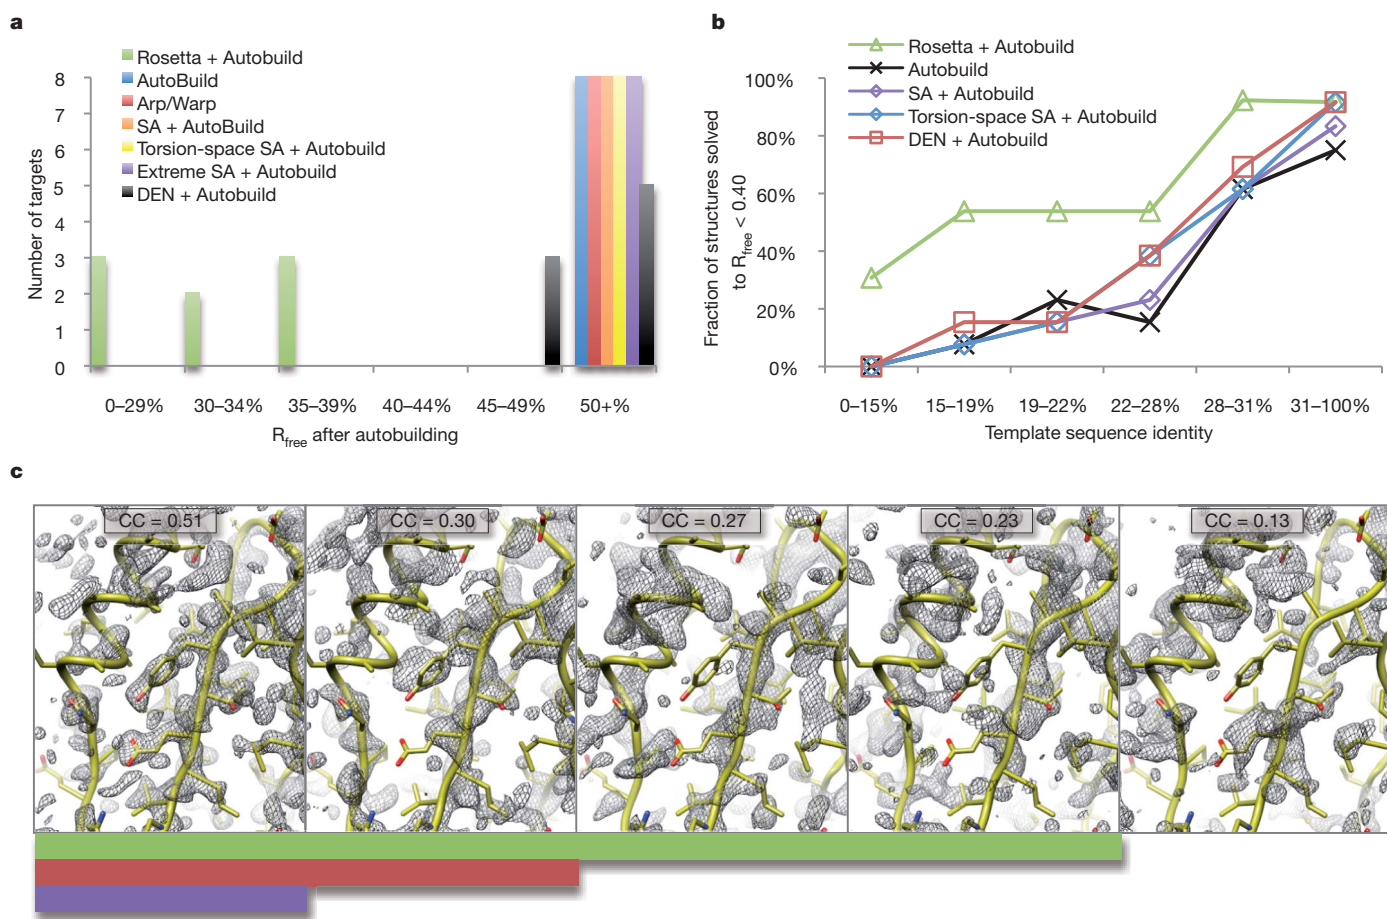 a
Rosetta + Autobuild
AutoBuild
Arp/Warp
SA + AutoBuild
Torsion-space SA + Autobuild
Extreme SA + Autobuild
DEN + Autobuild
Number of targets
8
7
6
5
4
3
2
1
0
0–29%
30–34%
35–39%
40–44%
45–49%
50+%
Rfree after autobuilding
b
Rosetta + Autobuild
Autobuild
SA + Autobuild
Torsion-space SA + Autobuild
DEN + Autobuild
Fraction of structures solved
to Rfree < 0.40
100%
80%
60%
40%
20%
0%
0–15%
15–19%
19–22%
22–28%
28–31%
31–100%
Template sequence identity
c
CC = 0.51
CC = 0.30
CC = 0.27
CC = 0.23
CC = 0.13